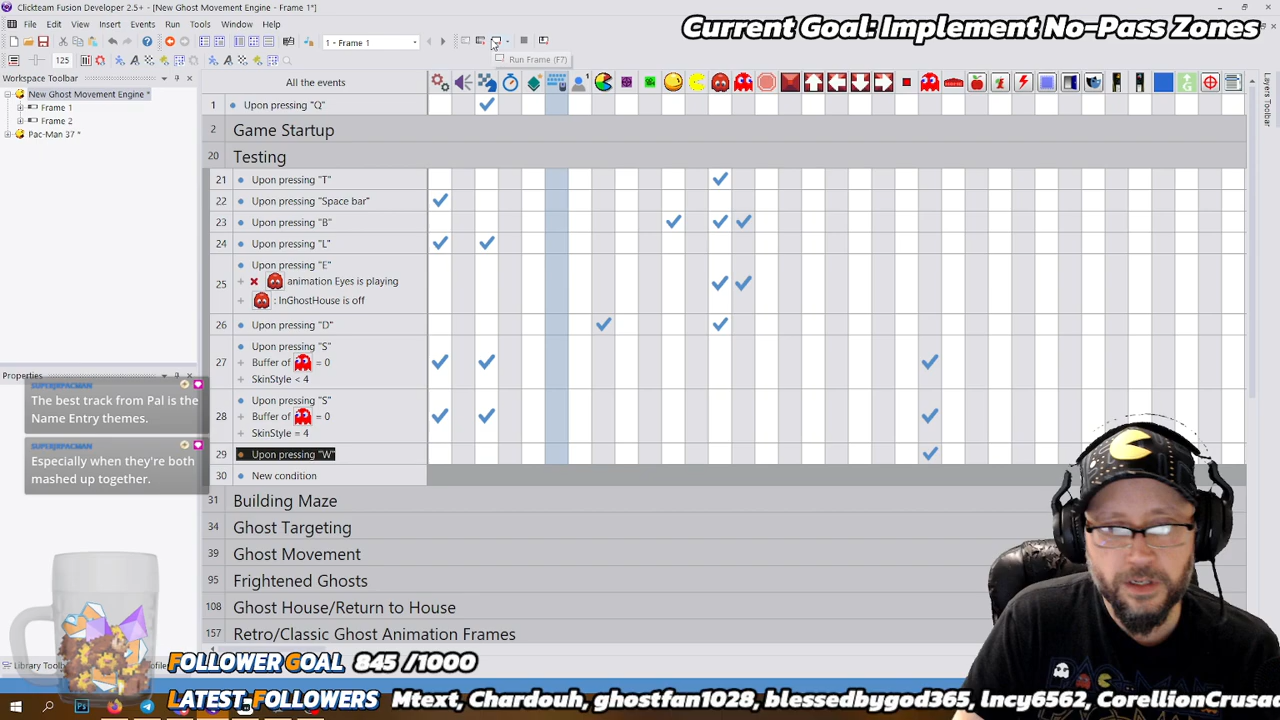 Clickteam Fusion Developer 2.5+ - [New Ghost Movement Engine - Frame 1*]
File Edit View Insert Events Run Tools Window Help
Current Goal: Implement No-Pass Zones
1 - Frame 1
Run Frame (F7)
125
Workspace Toolbar
New Ghost Movement Engine *
Frame 1
Frame 2
Pac-Man 37 *
Properties
Layers Toolbar
All the events
1 Upon pressing "Q"
2 Game Startup
20 Testing
21 Upon pressing "T"
22 Upon pressing "Space bar"
23 Upon pressing "B"
24 Upon pressing "L"
25 Upon pressing "E"
+ animation Eyes is playing
+ : InGhostHouse is off
26 Upon pressing "D"
27 Upon pressing "S"
+ Buffer of = 0
+ SkinStyle < 4
28 Upon pressing "S"
+ Buffer of = 0
+ SkinStyle = 4
29 Upon pressing "W"
30 New condition
31 Building Maze
34 Ghost Targeting
39 Ghost Movement
95 Frightened Ghosts
108 Ghost House/Return to House
157 Retro/Classic Ghost Animation Frames
SUPERJRPACMAN
The best track from Pal is the
Name Entry themes.
SUPERJRPACMAN
Especially when they're both
mashed up together.
Library
Follower Goal 845 /1000
Latest Followers Mtext, Chardouh, ghostfan1028, blessedbygod365, lncy6562, CorellionCrusa